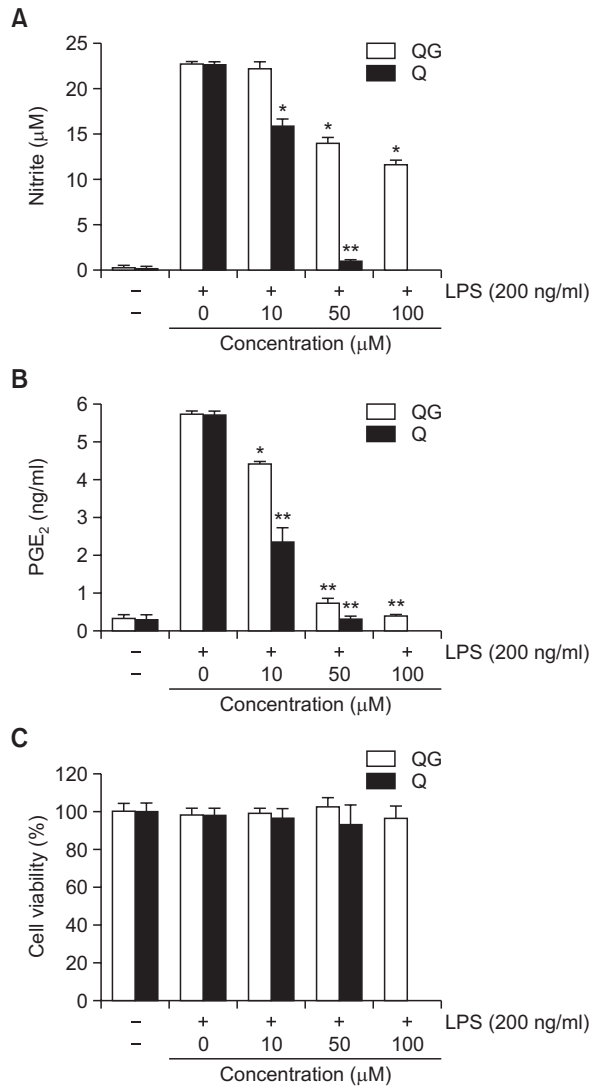 A
QG
Q
25
20
15
10
5
0
Nitrite (μM)
*
*
*
**
– + + + + LPS (200 ng/ml)
– 0 10 50 100
Concentration (μM)
B
QG
Q
6
5
4
3
2
1
0
PGE₂ (ng/ml)
*
**
**
**
**
– + + + + LPS (200 ng/ml)
– 0 10 50 100
Concentration (μM)
C
QG
Q
120
100
80
60
40
20
0
Cell viability (%)
– + + + + LPS (200 ng/ml)
– 0 10 50 100
Concentration (μM)